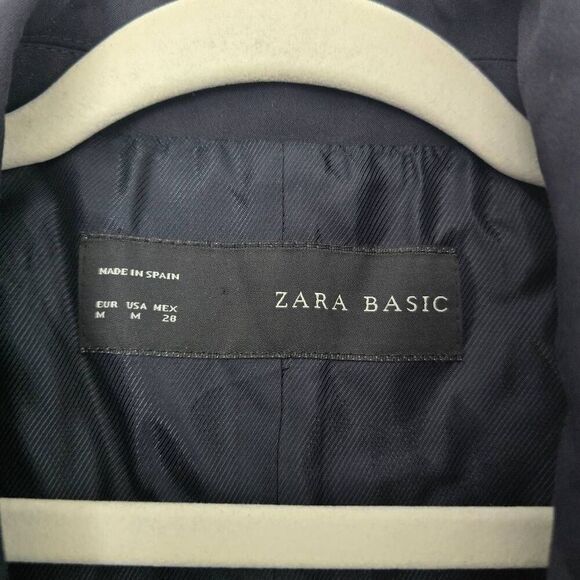 MADE IN SPAIN
EUR USA MEX
M M 28
ZARA BASIC